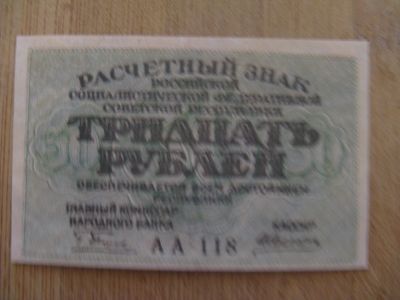 РАСЧЕТНЫЙ ЗНАК
РОССИЙСКОЙ
СОЦИАЛИСТИЧЕСКОЙ ФЕДЕРАТИВНОЙ
СОВЕТСКОЙ РЕСПУБЛИКИ
ТРИДЦАТЬ
РУБЛЕЙ
ОБЕСПЕЧИВАЕТСЯ ВСЕМ ДОСТОЯНИЕМ
РЕСПУБЛИКИ
ГЛАВНЫЙ КОМИССАР КАССИР
НАРОДНОГО БАНКА
АА 118